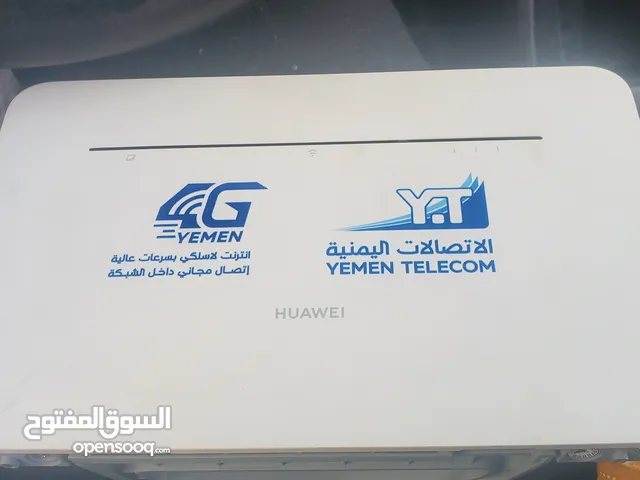 4G
YEMEN
انترنت لاسلكي بسرعات عالية
إتصال مجاني داخل الشبكة
Y.T
الاتصالات اليمنية
YEMEN TELECOM
HUAWEI
السوق المفتوح
opensooq.com